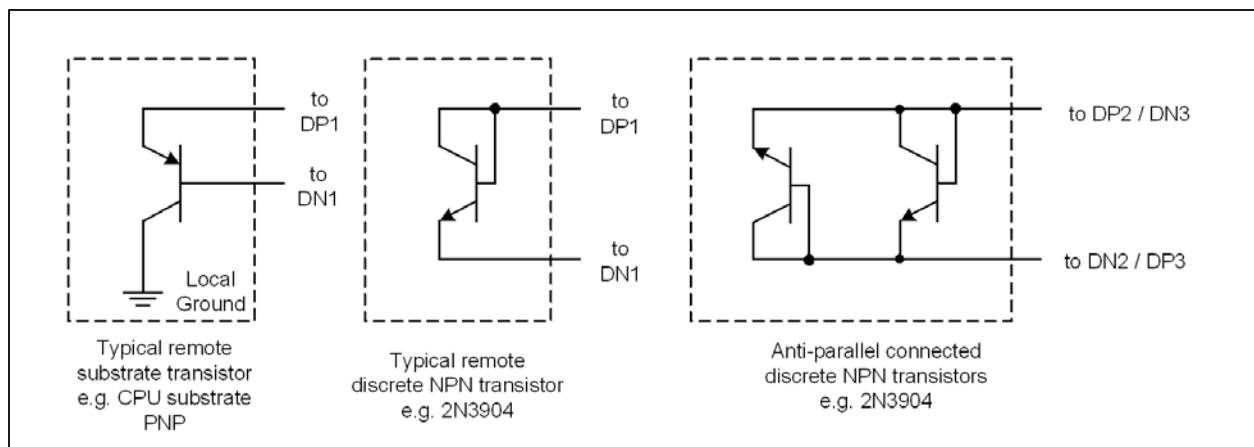 to
DP1
to
DN1
Local
Ground
Typical remote
substrate transistor
e.g. CPU substrate
PNP
to
DP1
to
DN1
Typical remote
discrete NPN transistor
e.g. 2N3904
to DP2 / DN3
to DN2 / DP3
Anti-parallel connected
discrete NPN transistors
e.g. 2N3904